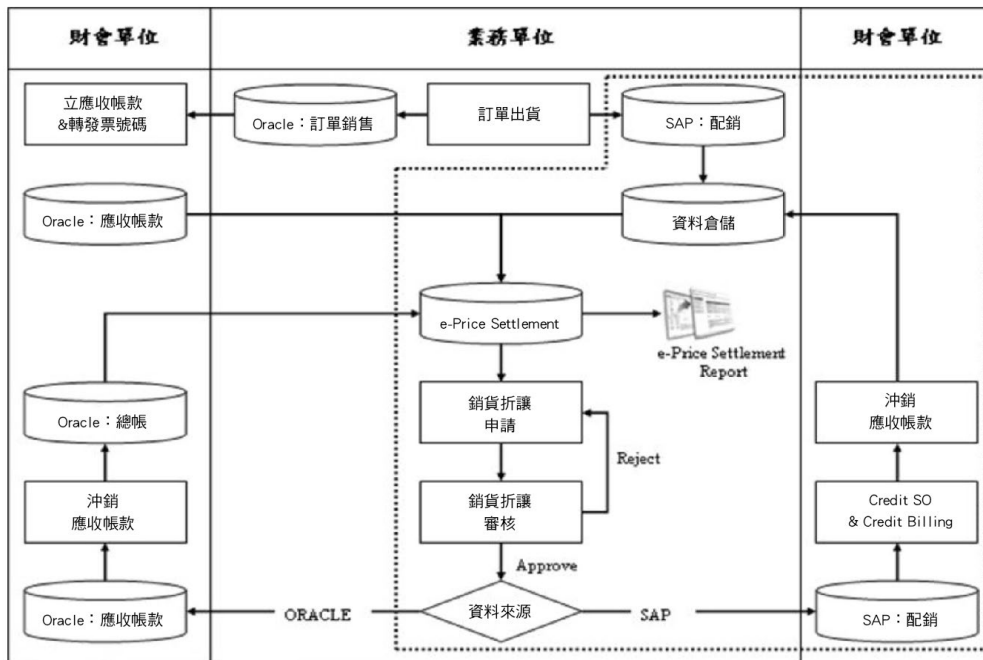 財會單位
業務單位
財會單位
立應收帳款
&轉發票號碼
Oracle：訂單銷售
訂單出貨
SAP：配銷
Oracle：應收帳款
資料倉儲
e-Price Settlement
e-Price Settlement
Report
Oracle：總帳
銷貨折讓
申請
沖銷
應收帳款
Reject
沖銷
應收帳款
銷貨折讓
審核
Credit SO
& Credit Billing
Approve
Oracle：應收帳款
ORACLE
資料來源
SAP
SAP：配銷